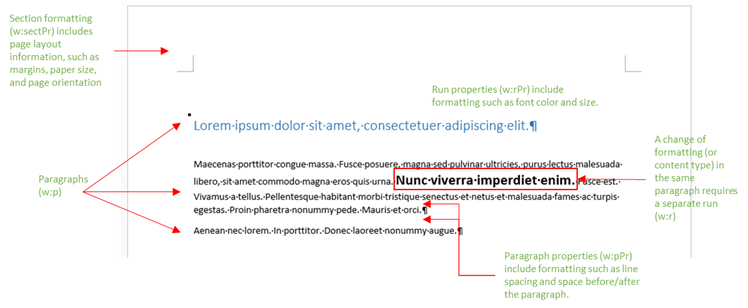 Section formatting
(w:sectPr) includes
page layout
information, such as
margins, paper size,
and page orientation
Run properties (w:rPr) include
formatting such as font color and size.
Lorem·ipsum·dolor·sit·amet,·consectetuer·adipiscing·elit.¶
A change of
formatting (or
content type) in
the same
paragraph requires
a separate run
(w:r)
Paragraphs
(w:p)
Maecenas·porttitor·congue·massa.·Fusce·posuere,·magna·sed·pulvinar·ultricies,·purus·lectus·malesuada·
libero,·sit·amet·commodo·magna·eros·quis·urna.·Nunc·viverra·imperdiet·enim.·Fusce·est.·
Vivamus·a·tellus.·Pellentesque·habitant·morbi·tristique·senectus·et·netus·et·malesuada·fames·ac·turpis·
egestas.·Proin·pharetra·nonummy·pede.·Mauris·et·orci.¶
Aenean·nec·lorem.·In·porttitor.·Donec·laoreet·nonummy·augue.¶
Paragraph properties (w:pPr)
include formatting such as line
spacing and space before/after
the paragraph.